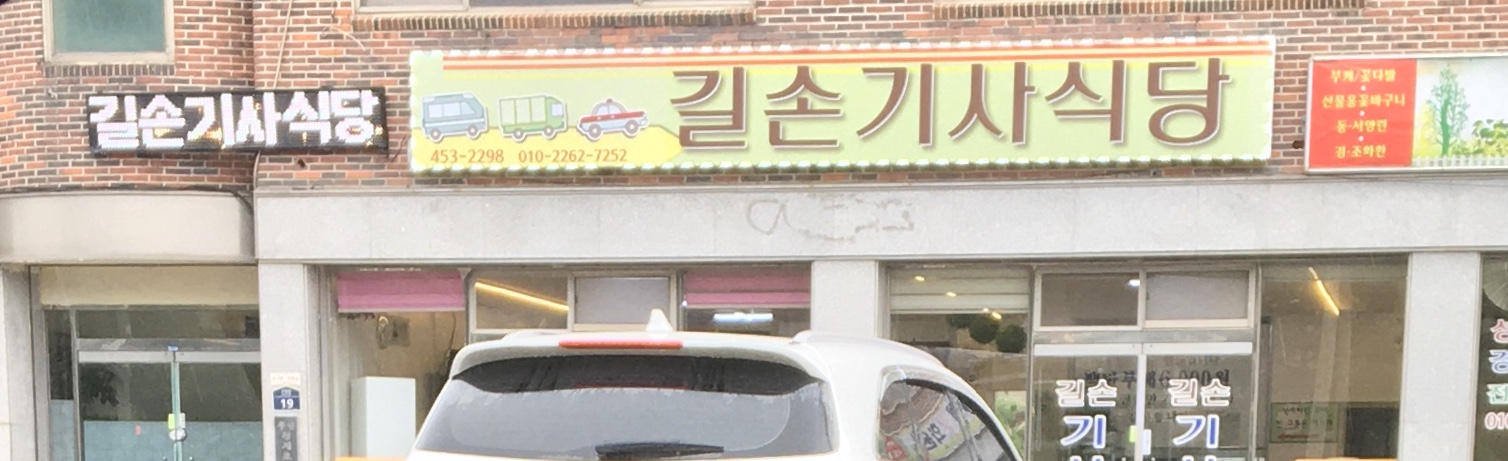 길손기사식당
길손기사식당
453-2298 010-2262-7252
부케/꽃다발
선물용꽃바구니
동·서양란
경·조화환
19
길손 길손
기 기